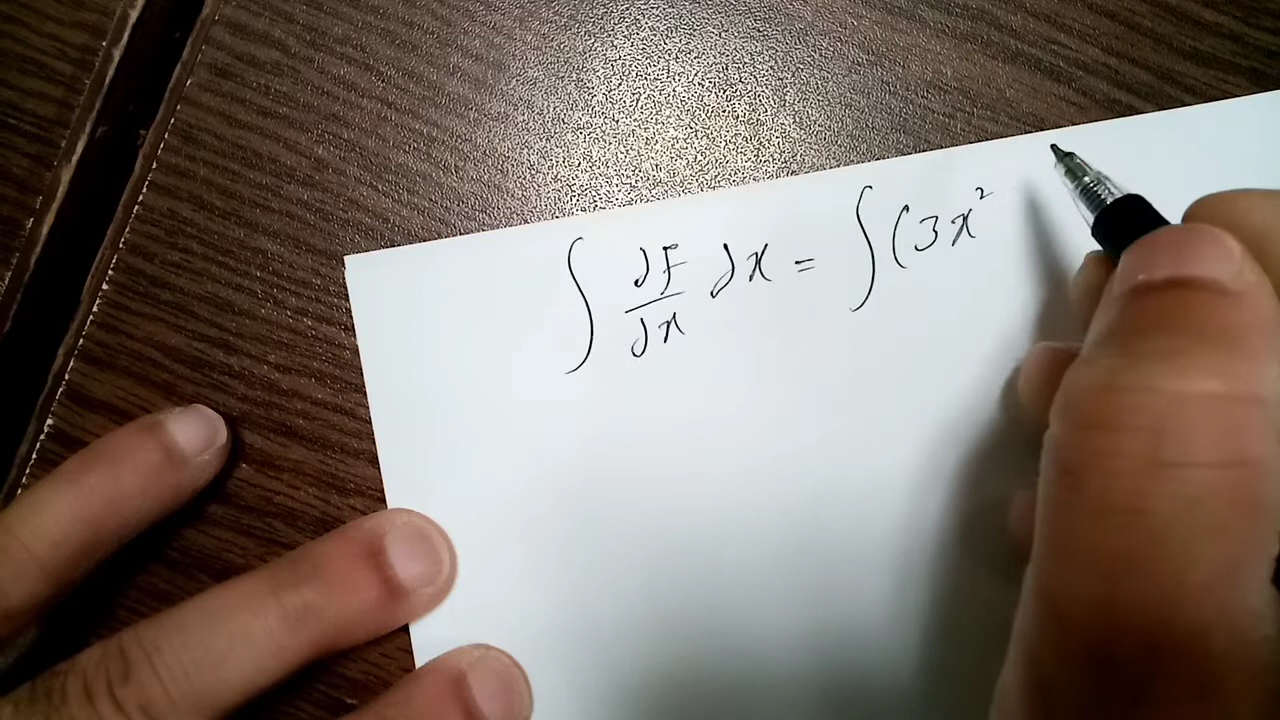 ∫ ∂F/∂x ∂x = ∫ (3x²